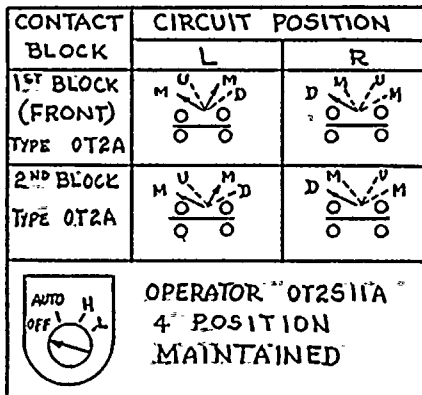 CONTACT BLOCK
CIRCUIT POSITION
L
R
1ST BLOCK
(FRONT)
TYPE OT2A
M U M D
D M U M
2ND BLOCK
TYPE OT2A
M U M D
D M U M
AUTO H
OFF L
OPERATOR OT2S11A
4 POSITION
MAINTAINED